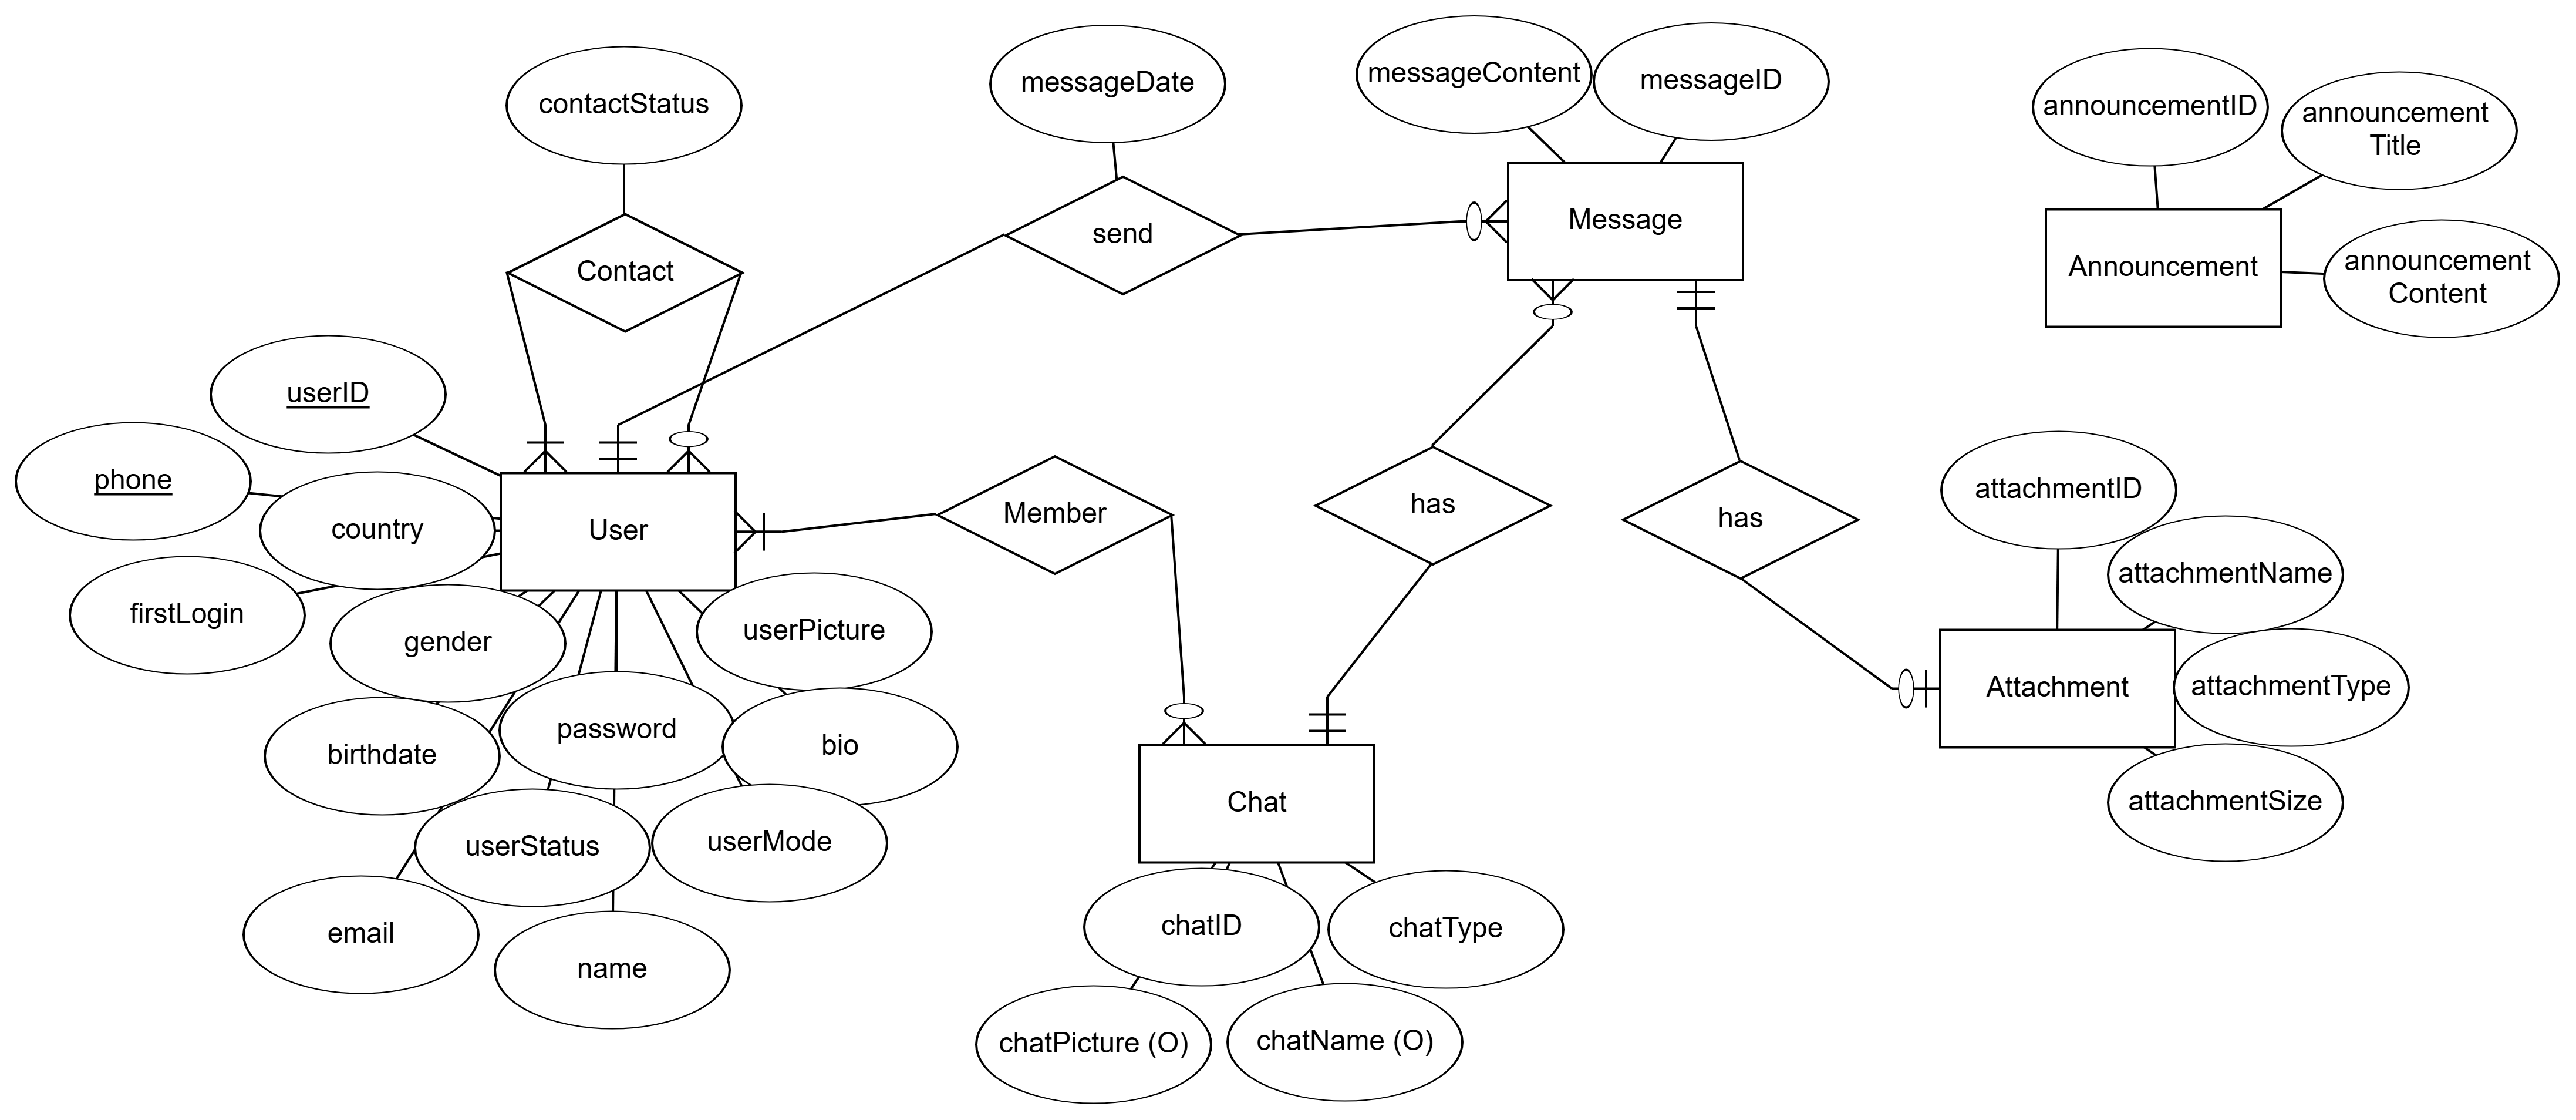 contactStatus
messageDate
messageContent
messageID
announcementID
announcement
Title
Contact
send
Message
Announcement
announcement
Content
userID
phone
country
User
Member
has
has
attachmentID
attachmentName
firstLogin
gender
userPicture
Attachment
attachmentType
birthdate
password
bio
userStatus
userMode
Chat
attachmentSize
email
name
chatID
chatType
chatPicture (O)
chatName (O)